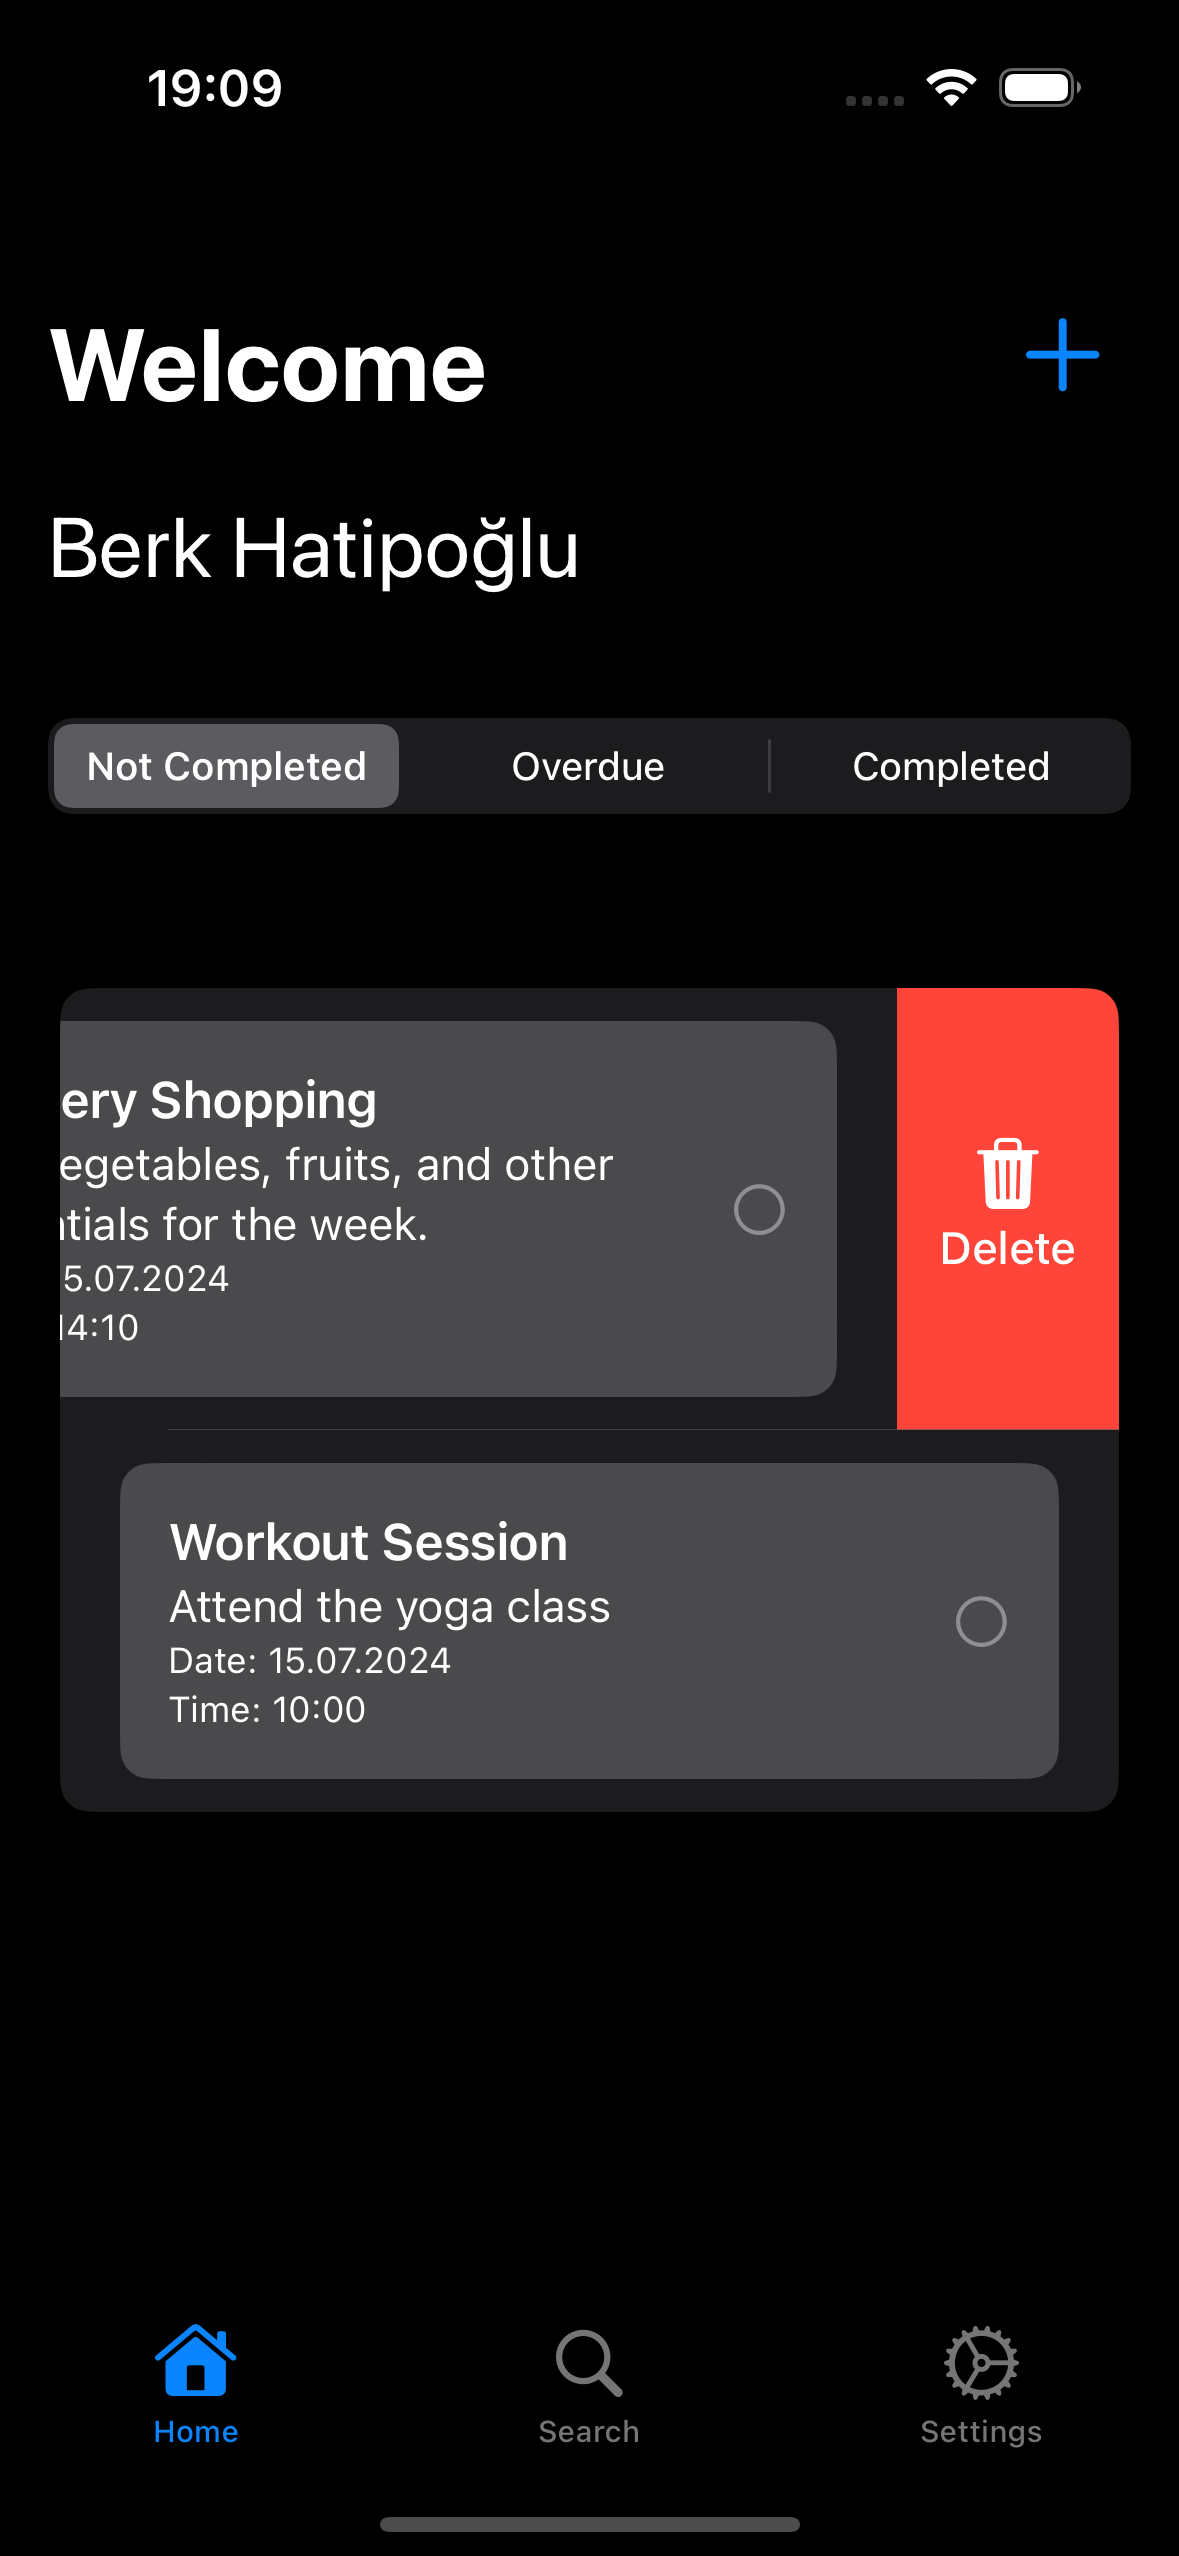 19:09
Welcome
Berk Hatipoğlu
Not Completed Overdue Completed
ery Shopping
egetables, fruits, and other
tials for the week.
5.07.2024
14:10
Delete
Workout Session
Attend the yoga class
Date: 15.07.2024
Time: 10:00
Home Search Settings